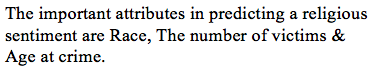 The important attributes in predicting a religious
sentiment are Race, The number of victims &
Age at crime.